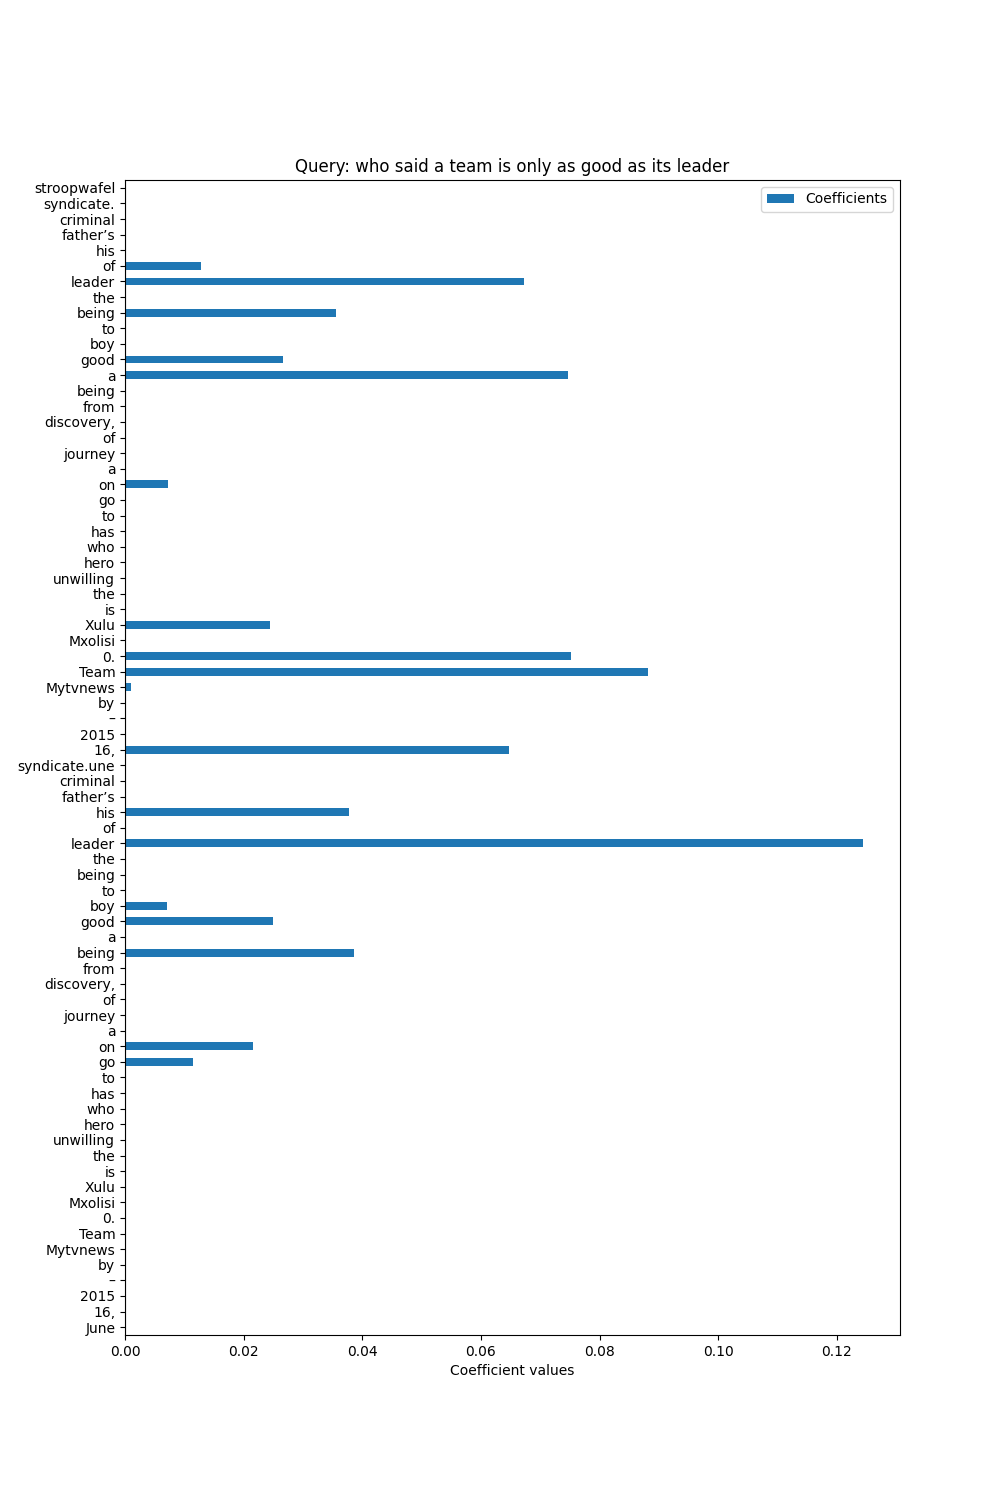 Query: who said a team is only as good as its leader
Coefficients
stroopwafel
syndicate.
criminal
father’s
his
of
leader
the
being
to
boy
good
a
being
from
discovery,
of
journey
a
on
go
to
has
who
hero
unwilling
the
is
Xulu
Mxolisi
0.
Team
Mytvnews
by
–
2015
16,
syndicate.une
criminal
father’s
his
of
leader
the
being
to
boy
good
a
being
from
discovery,
of
journey
a
on
go
to
has
who
hero
unwilling
the
is
Xulu
Mxolisi
0.
Team
Mytvnews
by
–
2015
16,
June
0.00 0.02 0.04 0.06 0.08 0.10 0.12
Coefficient values